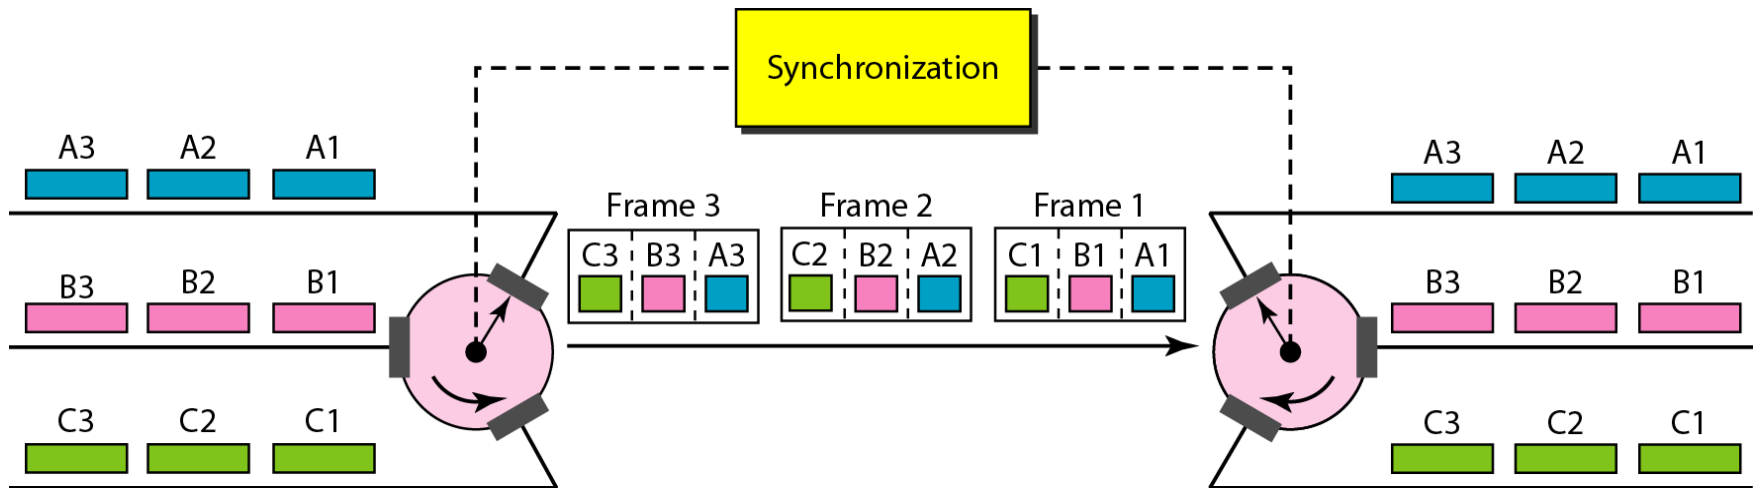 Synchronization
A3 A2 A1
A3 A2 A1
Frame 3 Frame 2 Frame 1
C3 B3 A3 C2 B2 A2 C1 B1 A1
B3 B2 B1
B3 B2 B1
C3 C2 C1
C3 C2 C1